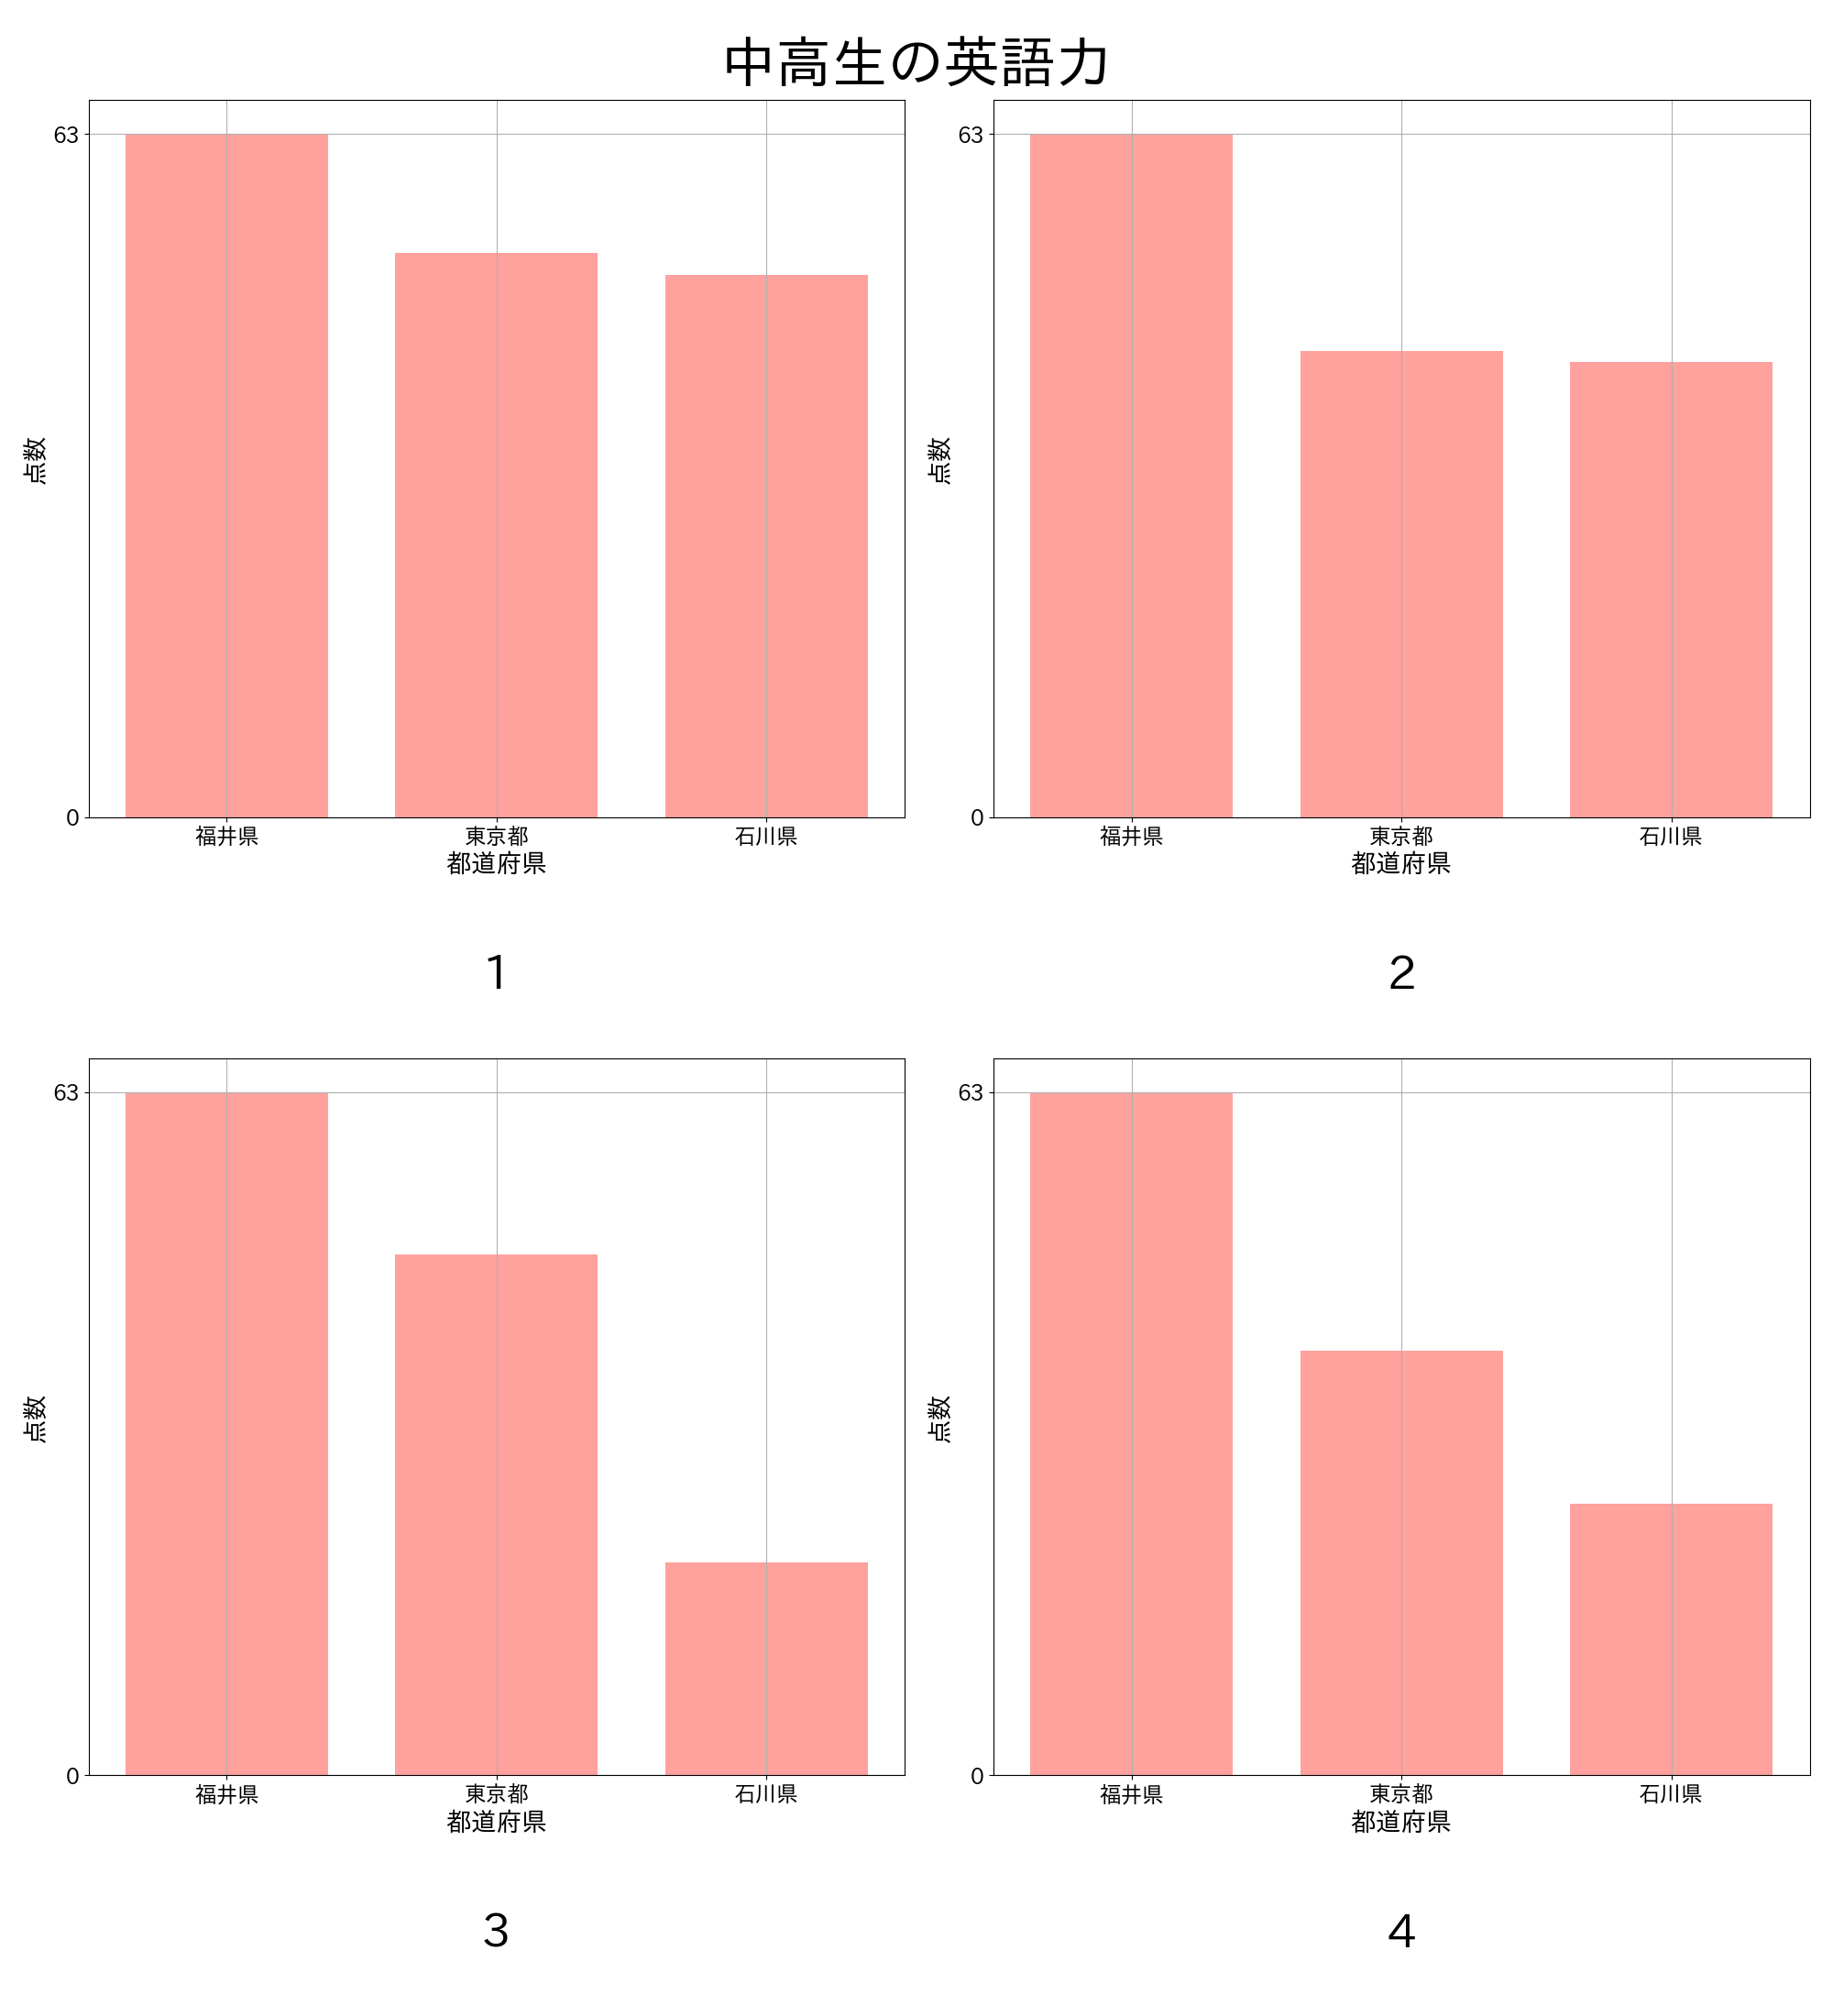 中高生の英語力
63
点数
0
福井県 東京都 石川県
都道府県
1
63
点数
0
福井県 東京都 石川県
都道府県
2
63
点数
0
福井県 東京都 石川県
都道府県
3
63
点数
0
福井県 東京都 石川県
都道府県
4